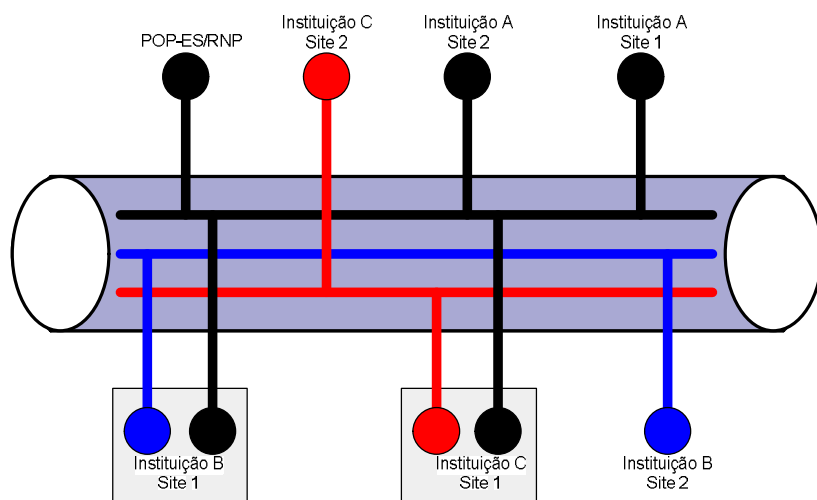 POP-ES/RNP
Instituição C
Site 2
Instituição A
Site 2
Instituição A
Site 1
Instituição B
Site 1
Instituição C
Site 1
Instituição B
Site 2